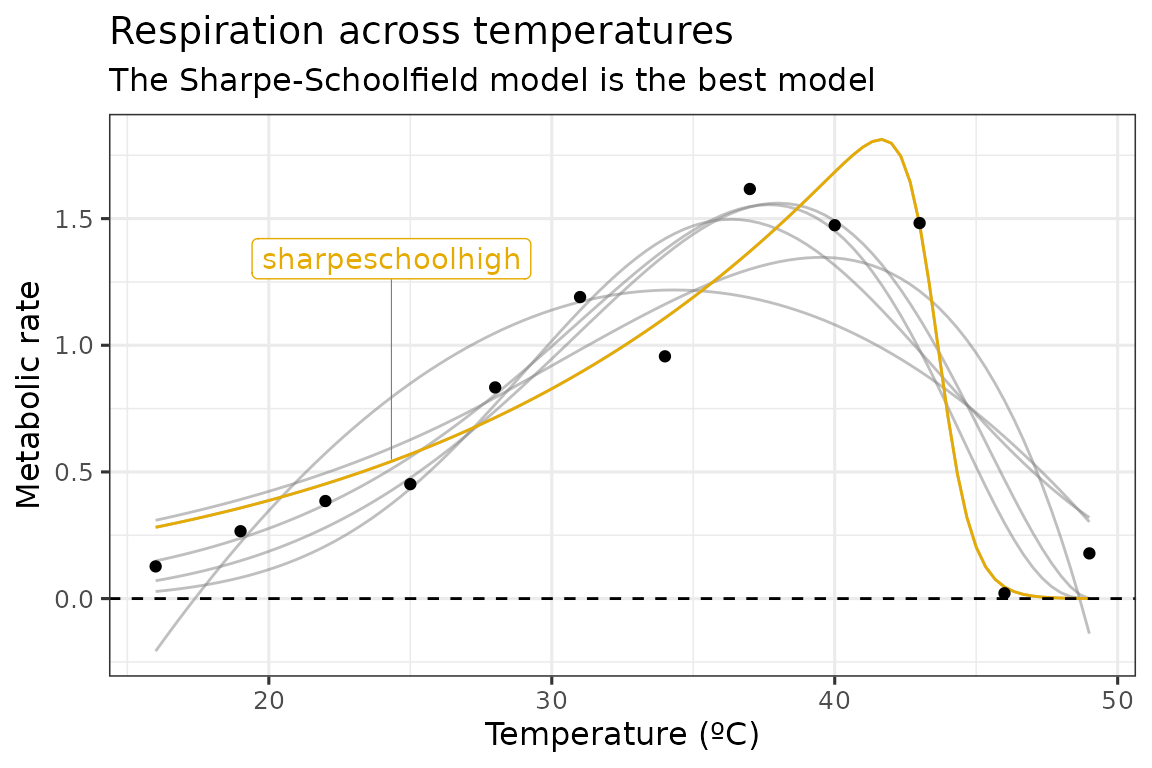 Respiration across temperatures
The Sharpe-Schoolfield model is the best model
sharpeschoolhigh
Metabolic rate
1.5
1.0
0.5
0.0
20 30 40 50
Temperature (ºC)